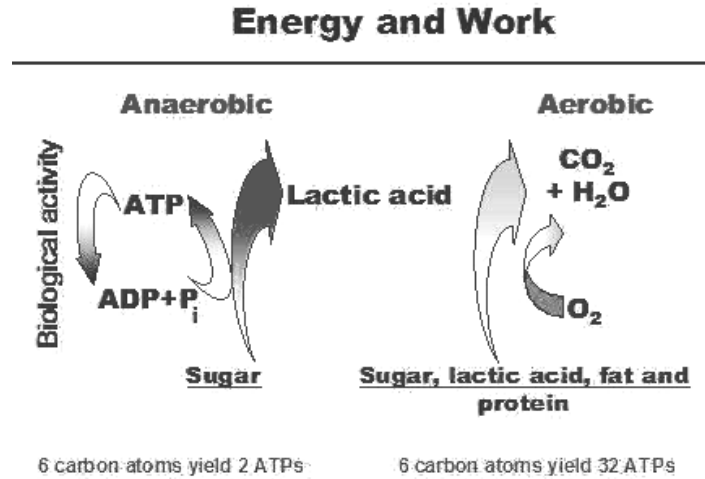 Energy and Work
Anaerobic
Aerobic
Biological activity
ATP
ADP+Pᵢ
Lactic acid
Sugar
CO₂
+ H₂O
O₂
Sugar, lactic acid, fat and
protein
6 carbon atoms yield 2 ATPs
6 carbon atoms yield 32 ATPs